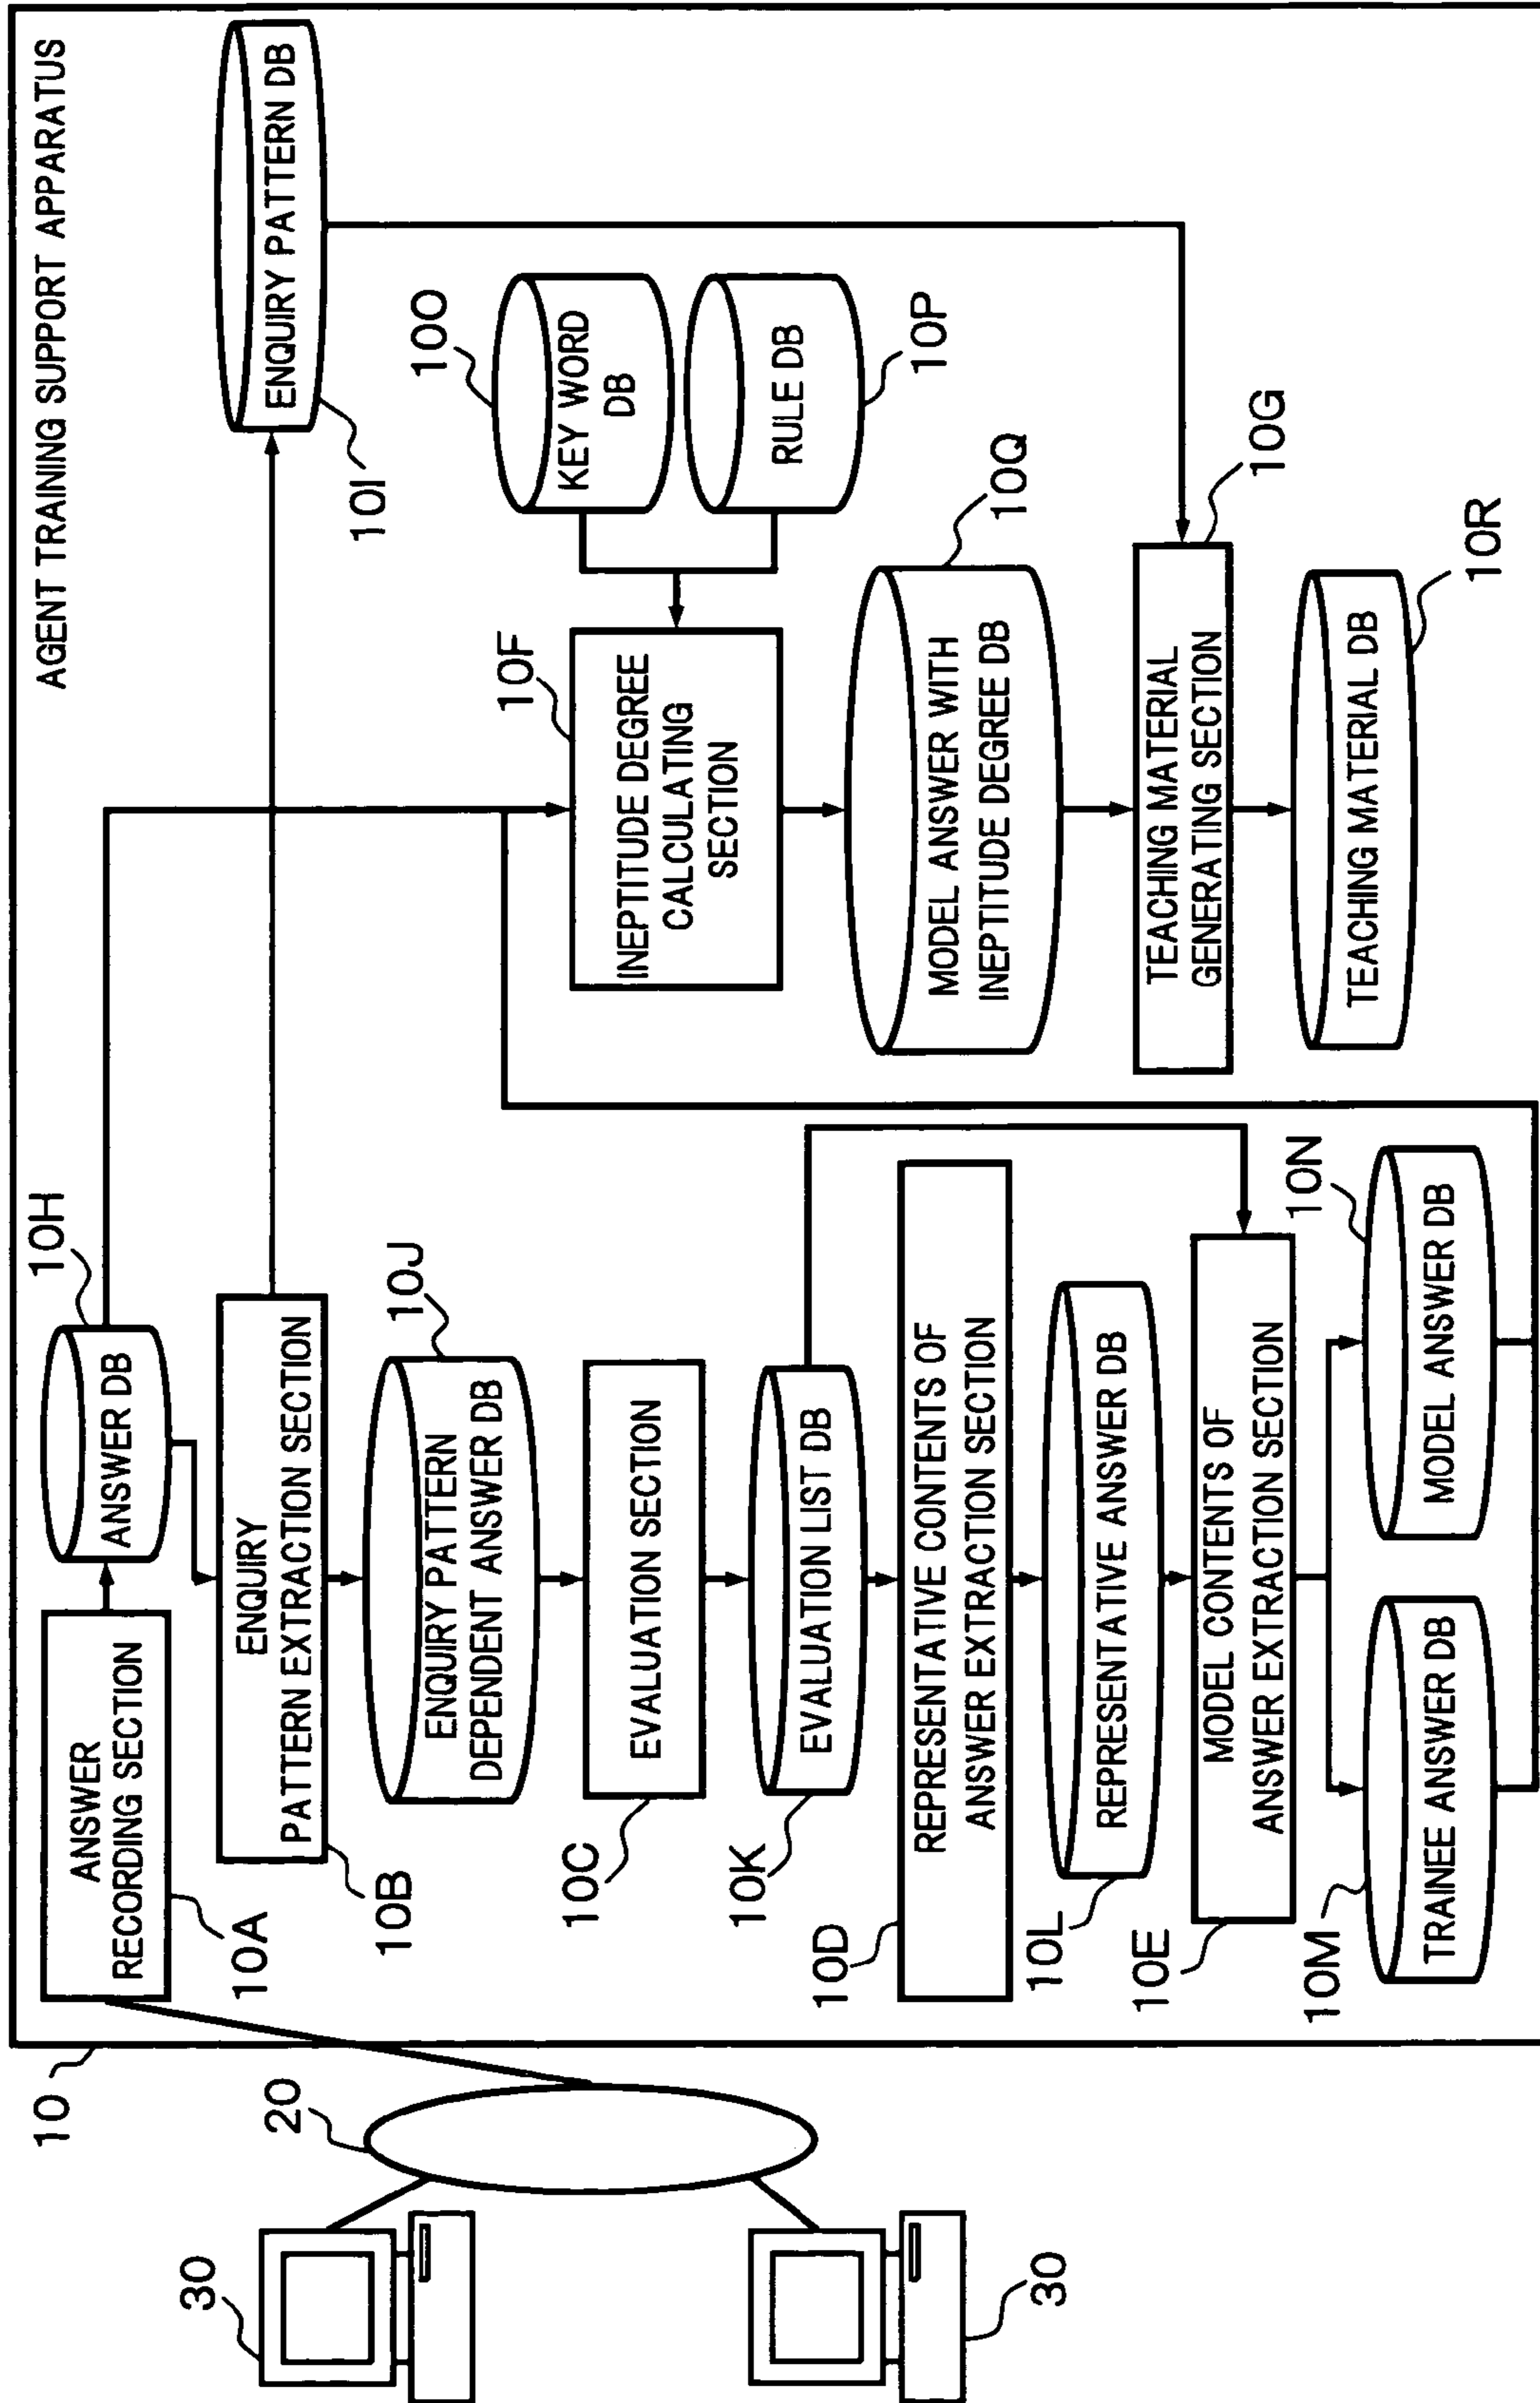 AGENT TRAINING SUPPORT APPARATUS
10
20
30
30
ANSWER
RECORDING SECTION
10A
ANSWER DB
10H
ENQUIRY
PATTERN EXTRACTION SECTION
10B
ENQUIRY PATTERN DB
10I
ENQUIRY PATTERN
DEPENDENT ANSWER DB
10J
EVALUATION SECTION
10C
EVALUATION LIST DB
10K
REPRESENTATIVE CONTENTS OF
ANSWER EXTRACTION SECTION
10D
REPRESENTATIVE ANSWER DB
10L
MODEL CONTENTS OF
ANSWER EXTRACTION SECTION
10E
TRAINEE ANSWER DB
10M
MODEL ANSWER DB
10N
INEPTITUDE DEGREE
CALCULATING
SECTION
10F
KEY WORD
DB
10O
RULE DB
10P
MODEL ANSWER WITH
INEPTITUDE DEGREE DB
10Q
TEACHING MATERIAL
GENERATING SECTION
10G
TEACHING MATERIAL DB
10R